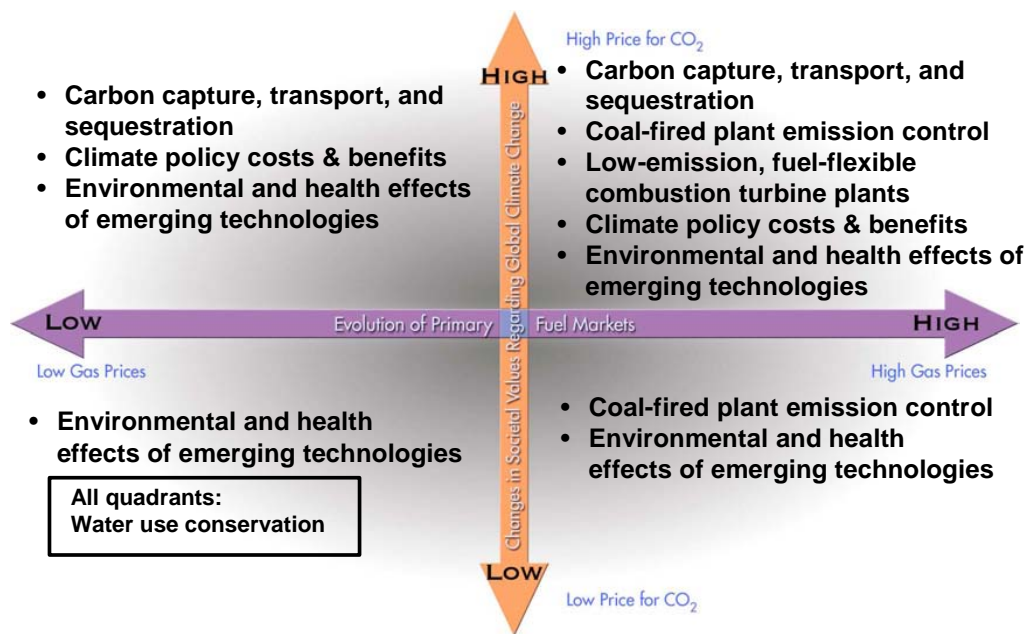 High Price for CO2
HIGH
• Carbon capture, transport, and
sequestration
• Climate policy costs & benefits
• Environmental and health effects
of emerging technologies
• Carbon capture, transport, and
sequestration
• Coal-fired plant emission control
• Low-emission, fuel-flexible
combustion turbine plants
• Climate policy costs & benefits
• Environmental and health effects of
emerging technologies
Changes in Societal Values Regarding Global Climate Change
LOW
Evolution of Primary Fuel Markets
HIGH
Low Gas Prices
High Gas Prices
• Environmental and health
effects of emerging technologies
All quadrants:
Water use conservation
• Coal-fired plant emission control
• Environmental and health
effects of emerging technologies
LOW
Low Price for CO2